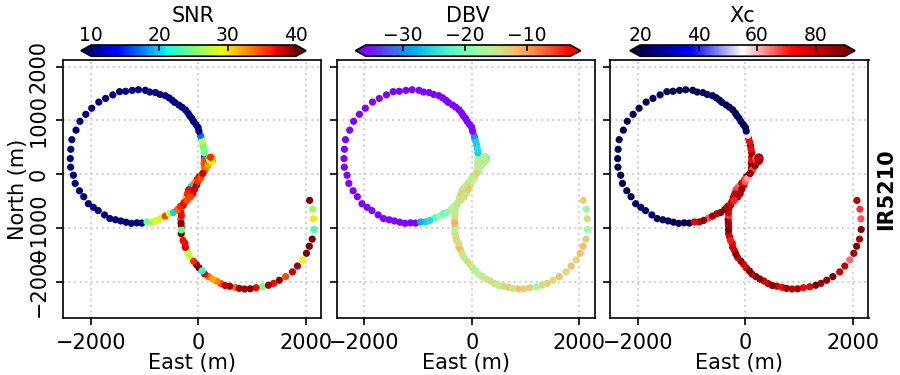 SNR DBV Xc
10 20 30 40 −30 −20 −10 20 40 60 80
2000
1000
0
−1000
−2000
North (m)
IR5210
−2000 0 2000 −2000 0 2000 −2000 0 2000
East (m) East (m) East (m)